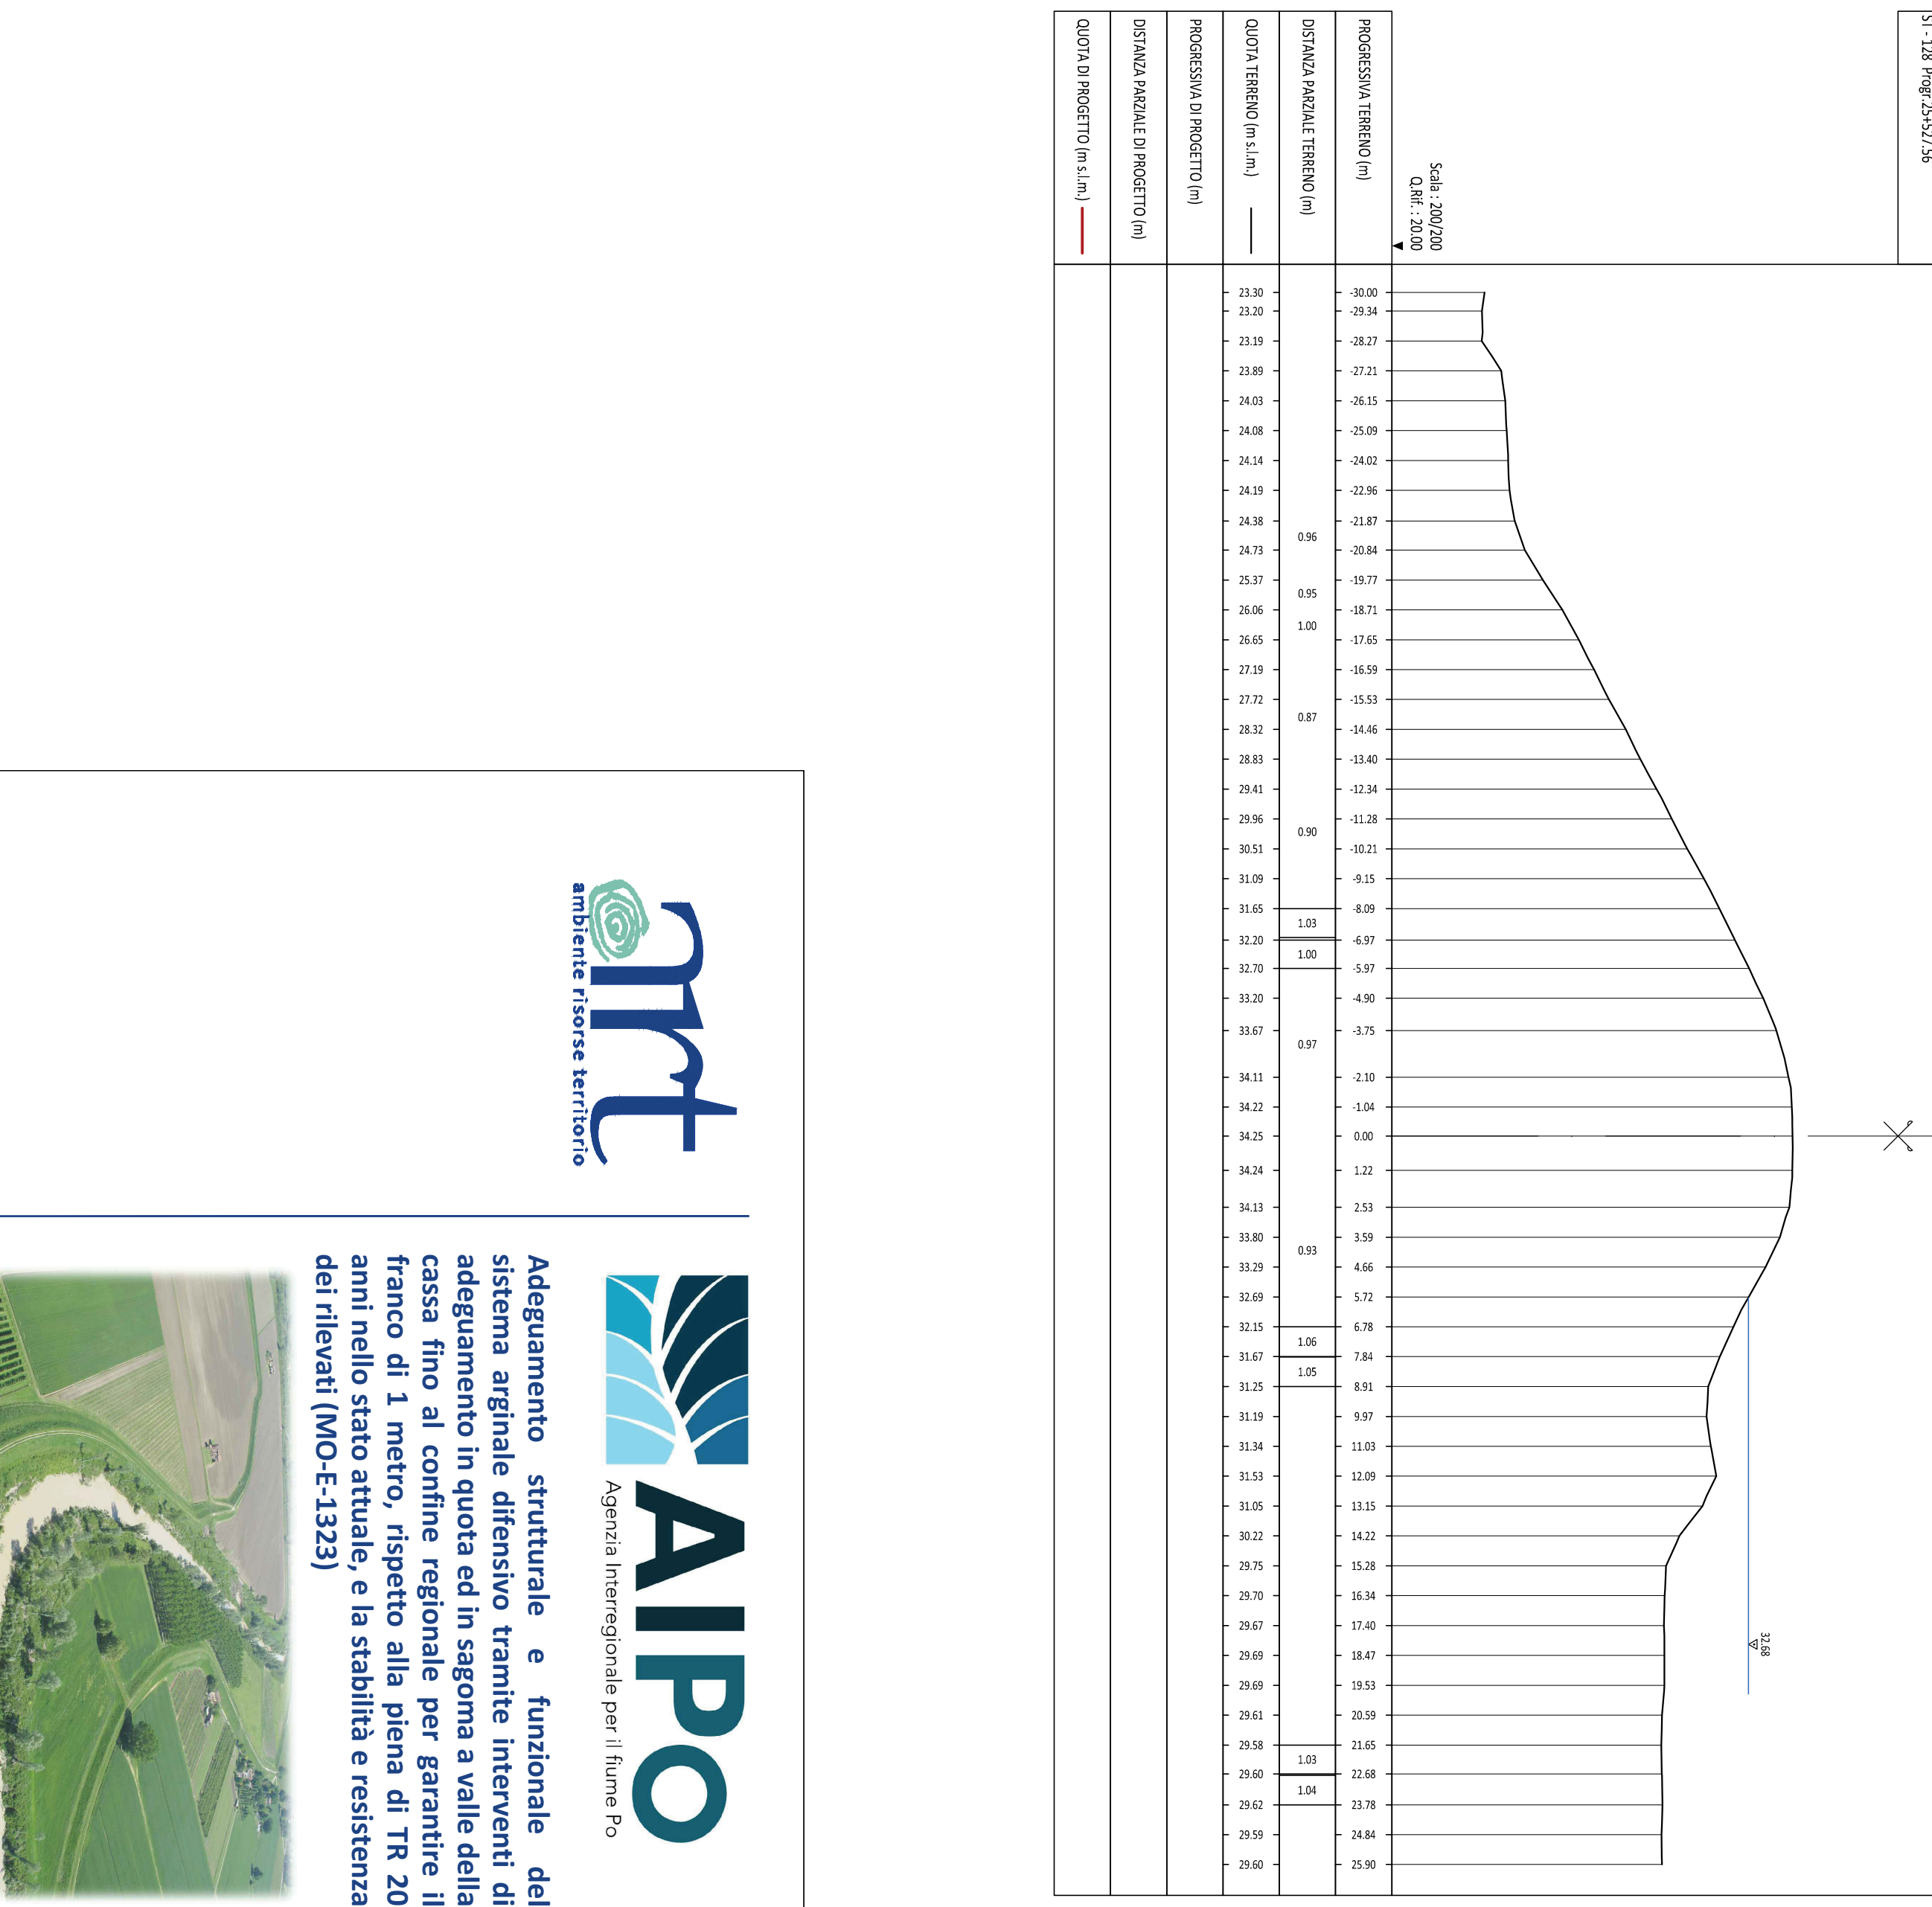 ST - 128 Progr.25+527.56
32.68
Scala : 200/200
Q.Rif. : 20.00
PROGRESSIVA TERRENO (m) -30.00 -29.34 -28.27 -27.21 -26.15 -25.09 -24.02 -22.96 -21.87 -20.84 -19.77 -18.71 -17.65 -16.59 -15.53 -14.46 -13.40 -12.34 -11.28 -10.21 -9.15 -8.09 -6.97 -5.97 -4.90 -3.75 -2.10 -1.04 0.00 1.22 2.53 3.59 4.66 5.72 6.78 7.84 8.91 9.97 11.03 12.09 13.15 14.22 15.28 16.34 17.40 18.47 19.53 20.59 21.65 22.68 23.78 24.84 25.90
DISTANZA PARZIALE TERRENO (m) 0.96 0.95 1.00 0.87 0.90 1.03 1.00 0.97 0.93 1.06 1.05 1.03 1.04
QUOTA TERRENO (m s.l.m.) 23.30 23.20 23.19 23.89 24.03 24.08 24.14 24.19 24.38 24.73 25.37 26.06 26.65 27.19 27.72 28.32 28.83 29.41 29.96 30.51 31.09 31.65 32.20 32.70 33.20 33.67 34.11 34.22 34.25 34.24 34.13 33.80 33.29 32.69 32.15 31.67 31.25 31.19 31.34 31.53 31.05 30.22 29.75 29.70 29.67 29.69 29.69 29.61 29.58 29.60 29.62 29.59 29.60
PROGRESSIVA DI PROGETTO (m)
DISTANZA PARZIALE DI PROGETTO (m)
QUOTA DI PROGETTO (m s.l.m.)
art
ambiente risorse territorio
AIPO
Agenzia Interregionale per il fiume Po
Adeguamento strutturale e funzionale del
sistema arginale difensivo tramite interventi di
adeguamento in quota ed in sagoma a valle della
cassa fino al confine regionale per garantire il
franco di 1 metro, rispetto alla piena di TR 20
anni nello stato attuale, e la stabilità e resistenza
dei rilevati (MO-E-1323)